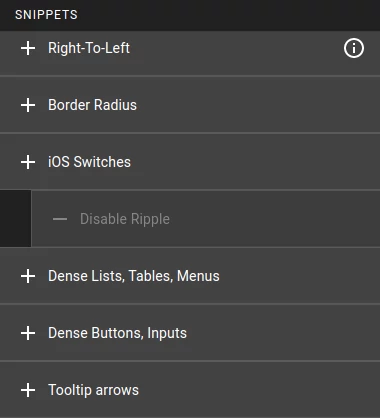 SNIPPETS
Right-To-Left
Border Radius
iOS Switches
Disable Ripple
Dense Lists, Tables, Menus
Dense Buttons, Inputs
Tooltip arrows